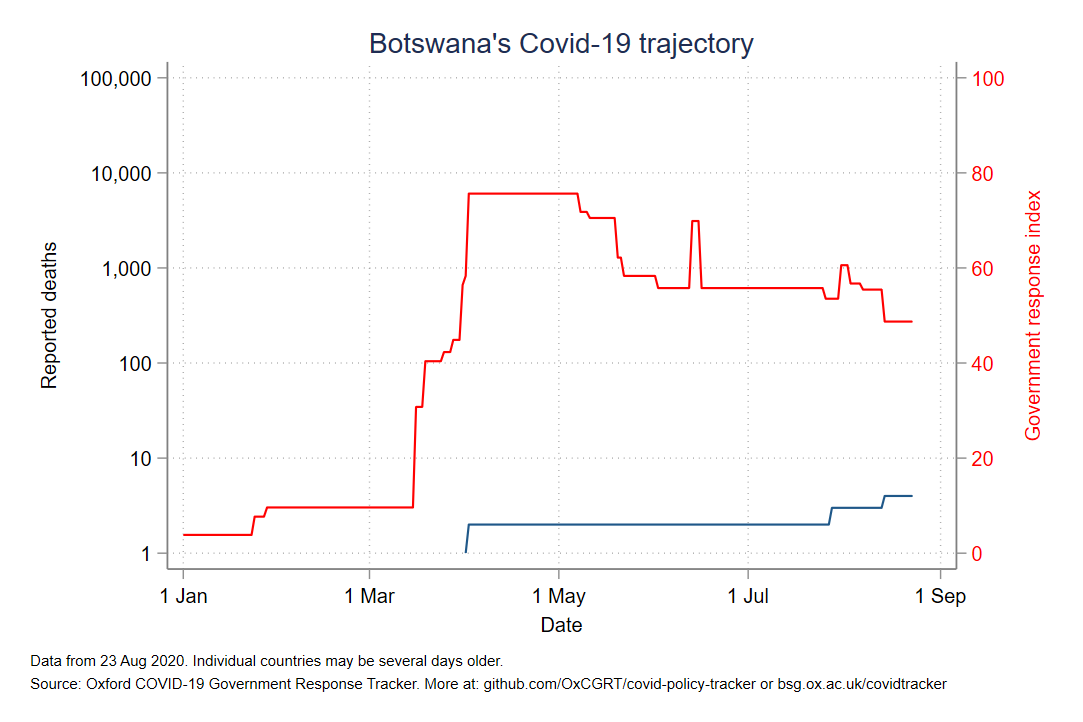 Botswana's Covid-19 trajectory
100,000
10,000
1,000
100
10
1
Reported deaths
100
80
60
40
20
0
Government response index
1 Jan
1 Mar
1 May
1 Jul
1 Sep
Date
Data from 23 Aug 2020. Individual countries may be several days older.
Source: Oxford COVID-19 Government Response Tracker. More at: github.com/OxCGRT/covid-policy-tracker or bsg.ox.ac.uk/covidtracker